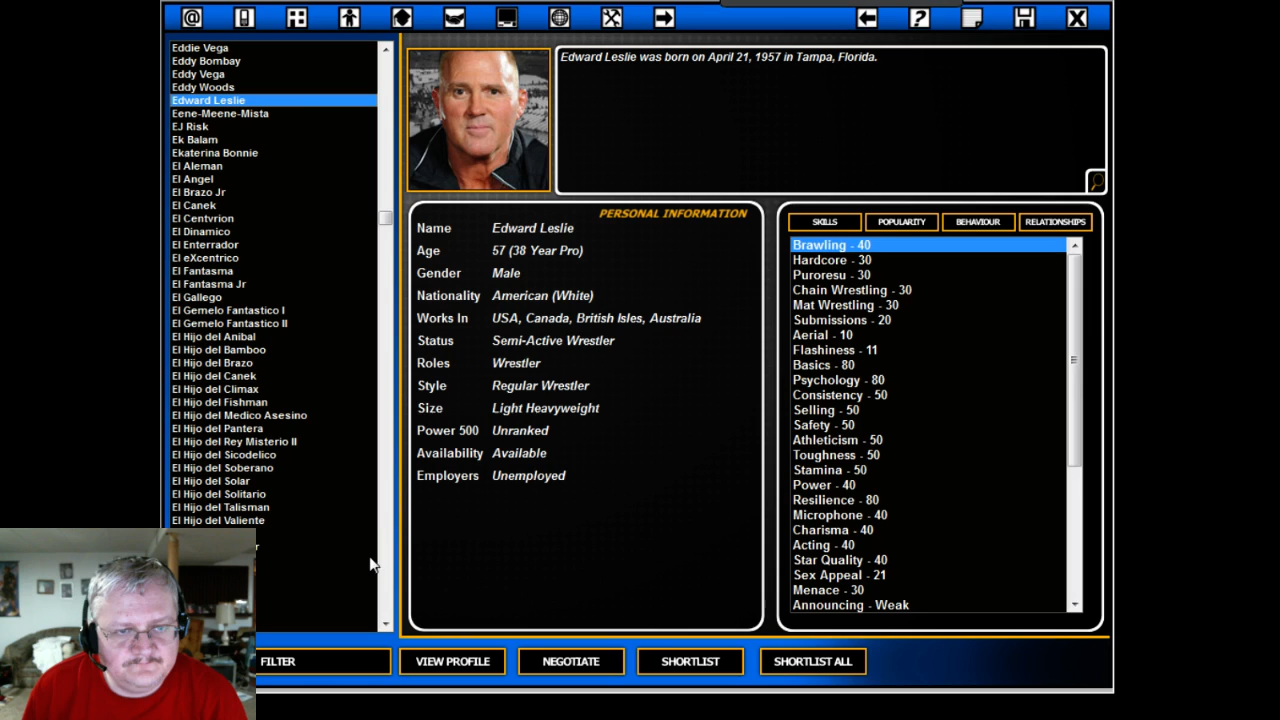 Eddie Vega
Eddy Bombay
Eddy Vega
Eddy Woods
Edward Leslie
Eene-Meene-Mista
EJ Risk
Ek Balam
Ekaterina Bonnie
El Aleman
El Angel
El Brazo Jr
El Canek
El Centvrion
El Dinamico
El Enterrador
El eXcentrico
El Fantasma
El Fantasma Jr
El Gallego
El Gemelo Fantastico I
El Gemelo Fantastico II
El Hijo del Anibal
El Hijo del Bamboo
El Hijo del Brazo
El Hijo del Canek
El Hijo del Climax
El Hijo del Fishman
El Hijo del Medico Asesino
El Hijo del Pantera
El Hijo del Rey Misterio II
El Hijo del Sicodelico
El Hijo del Soberano
El Hijo del Solar
El Hijo del Solitario
El Hijo del Talisman
El Hijo del Valiente
FILTER
Edward Leslie was born on April 21, 1957 in Tampa, Florida.
PERSONAL INFORMATION
Name Edward Leslie
Age 57 (38 Year Pro)
Gender Male
Nationality American (White)
Works In USA, Canada, British Isles, Australia
Status Semi-Active Wrestler
Roles Wrestler
Style Regular Wrestler
Size Light Heavyweight
Power 500 Unranked
Availability Available
Employers Unemployed
SKILLS POPULARITY BEHAVIOUR RELATIONSHIPS
Brawling - 40
Hardcore - 30
Puroresu - 30
Chain Wrestling - 30
Mat Wrestling - 30
Submissions - 20
Aerial - 10
Flashiness - 11
Basics - 80
Psychology - 80
Consistency - 50
Selling - 50
Safety - 50
Athleticism - 50
Toughness - 50
Stamina - 50
Power - 40
Resilience - 80
Microphone - 40
Charisma - 40
Acting - 40
Star Quality - 40
Sex Appeal - 21
Menace - 30
Announcing - Weak
VIEW PROFILE NEGOTIATE SHORTLIST SHORTLIST ALL